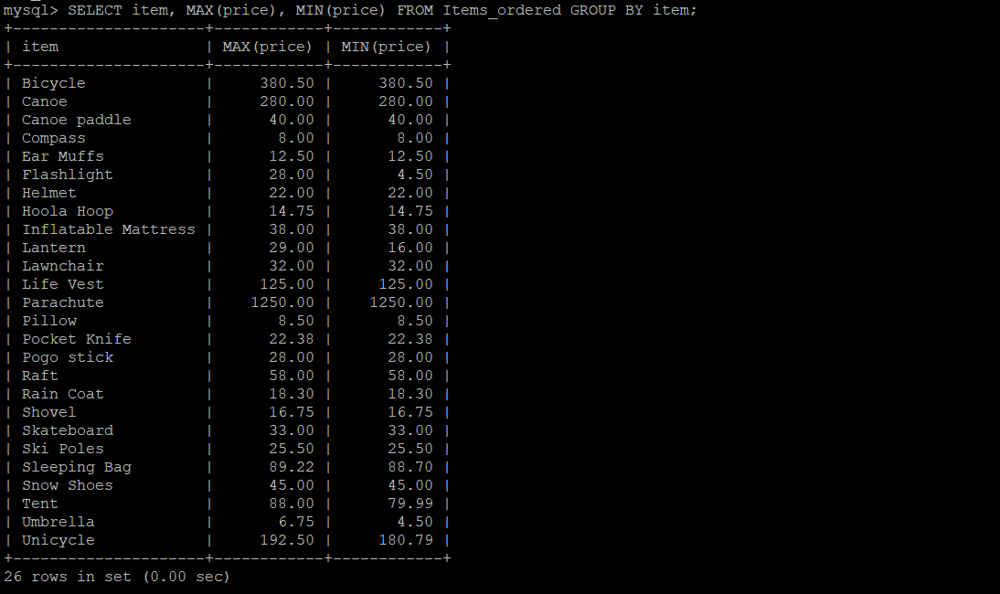 mysql> SELECT item, MAX(price), MIN(price) FROM Items_ordered GROUP BY item;
+---------------------+------------+------------+
| item                | MAX(price) | MIN(price) |
+---------------------+------------+------------+
| Bicycle             |     380.50 |     380.50 |
| Canoe               |     280.00 |     280.00 |
| Canoe paddle        |      40.00 |      40.00 |
| Compass             |       8.00 |       8.00 |
| Ear Muffs           |      12.50 |      12.50 |
| Flashlight          |      28.00 |       4.50 |
| Helmet              |      22.00 |      22.00 |
| Hoola Hoop          |      14.75 |      14.75 |
| Inflatable Mattress |      38.00 |      38.00 |
| Lantern             |      29.00 |      16.00 |
| Lawnchair           |      32.00 |      32.00 |
| Life Vest           |     125.00 |     125.00 |
| Parachute           |    1250.00 |    1250.00 |
| Pillow              |       8.50 |       8.50 |
| Pocket Knife        |      22.38 |      22.38 |
| Pogo stick          |      28.00 |      28.00 |
| Raft                |      58.00 |      58.00 |
| Rain Coat           |      18.30 |      18.30 |
| Shovel              |      16.75 |      16.75 |
| Skateboard          |      33.00 |      33.00 |
| Ski Poles           |      25.50 |      25.50 |
| Sleeping Bag        |      89.22 |      88.70 |
| Snow Shoes          |      45.00 |      45.00 |
| Tent                |      88.00 |      79.99 |
| Umbrella            |       6.75 |       4.50 |
| Unicycle            |     192.50 |     180.79 |
+---------------------+------------+------------+
26 rows in set (0.00 sec)